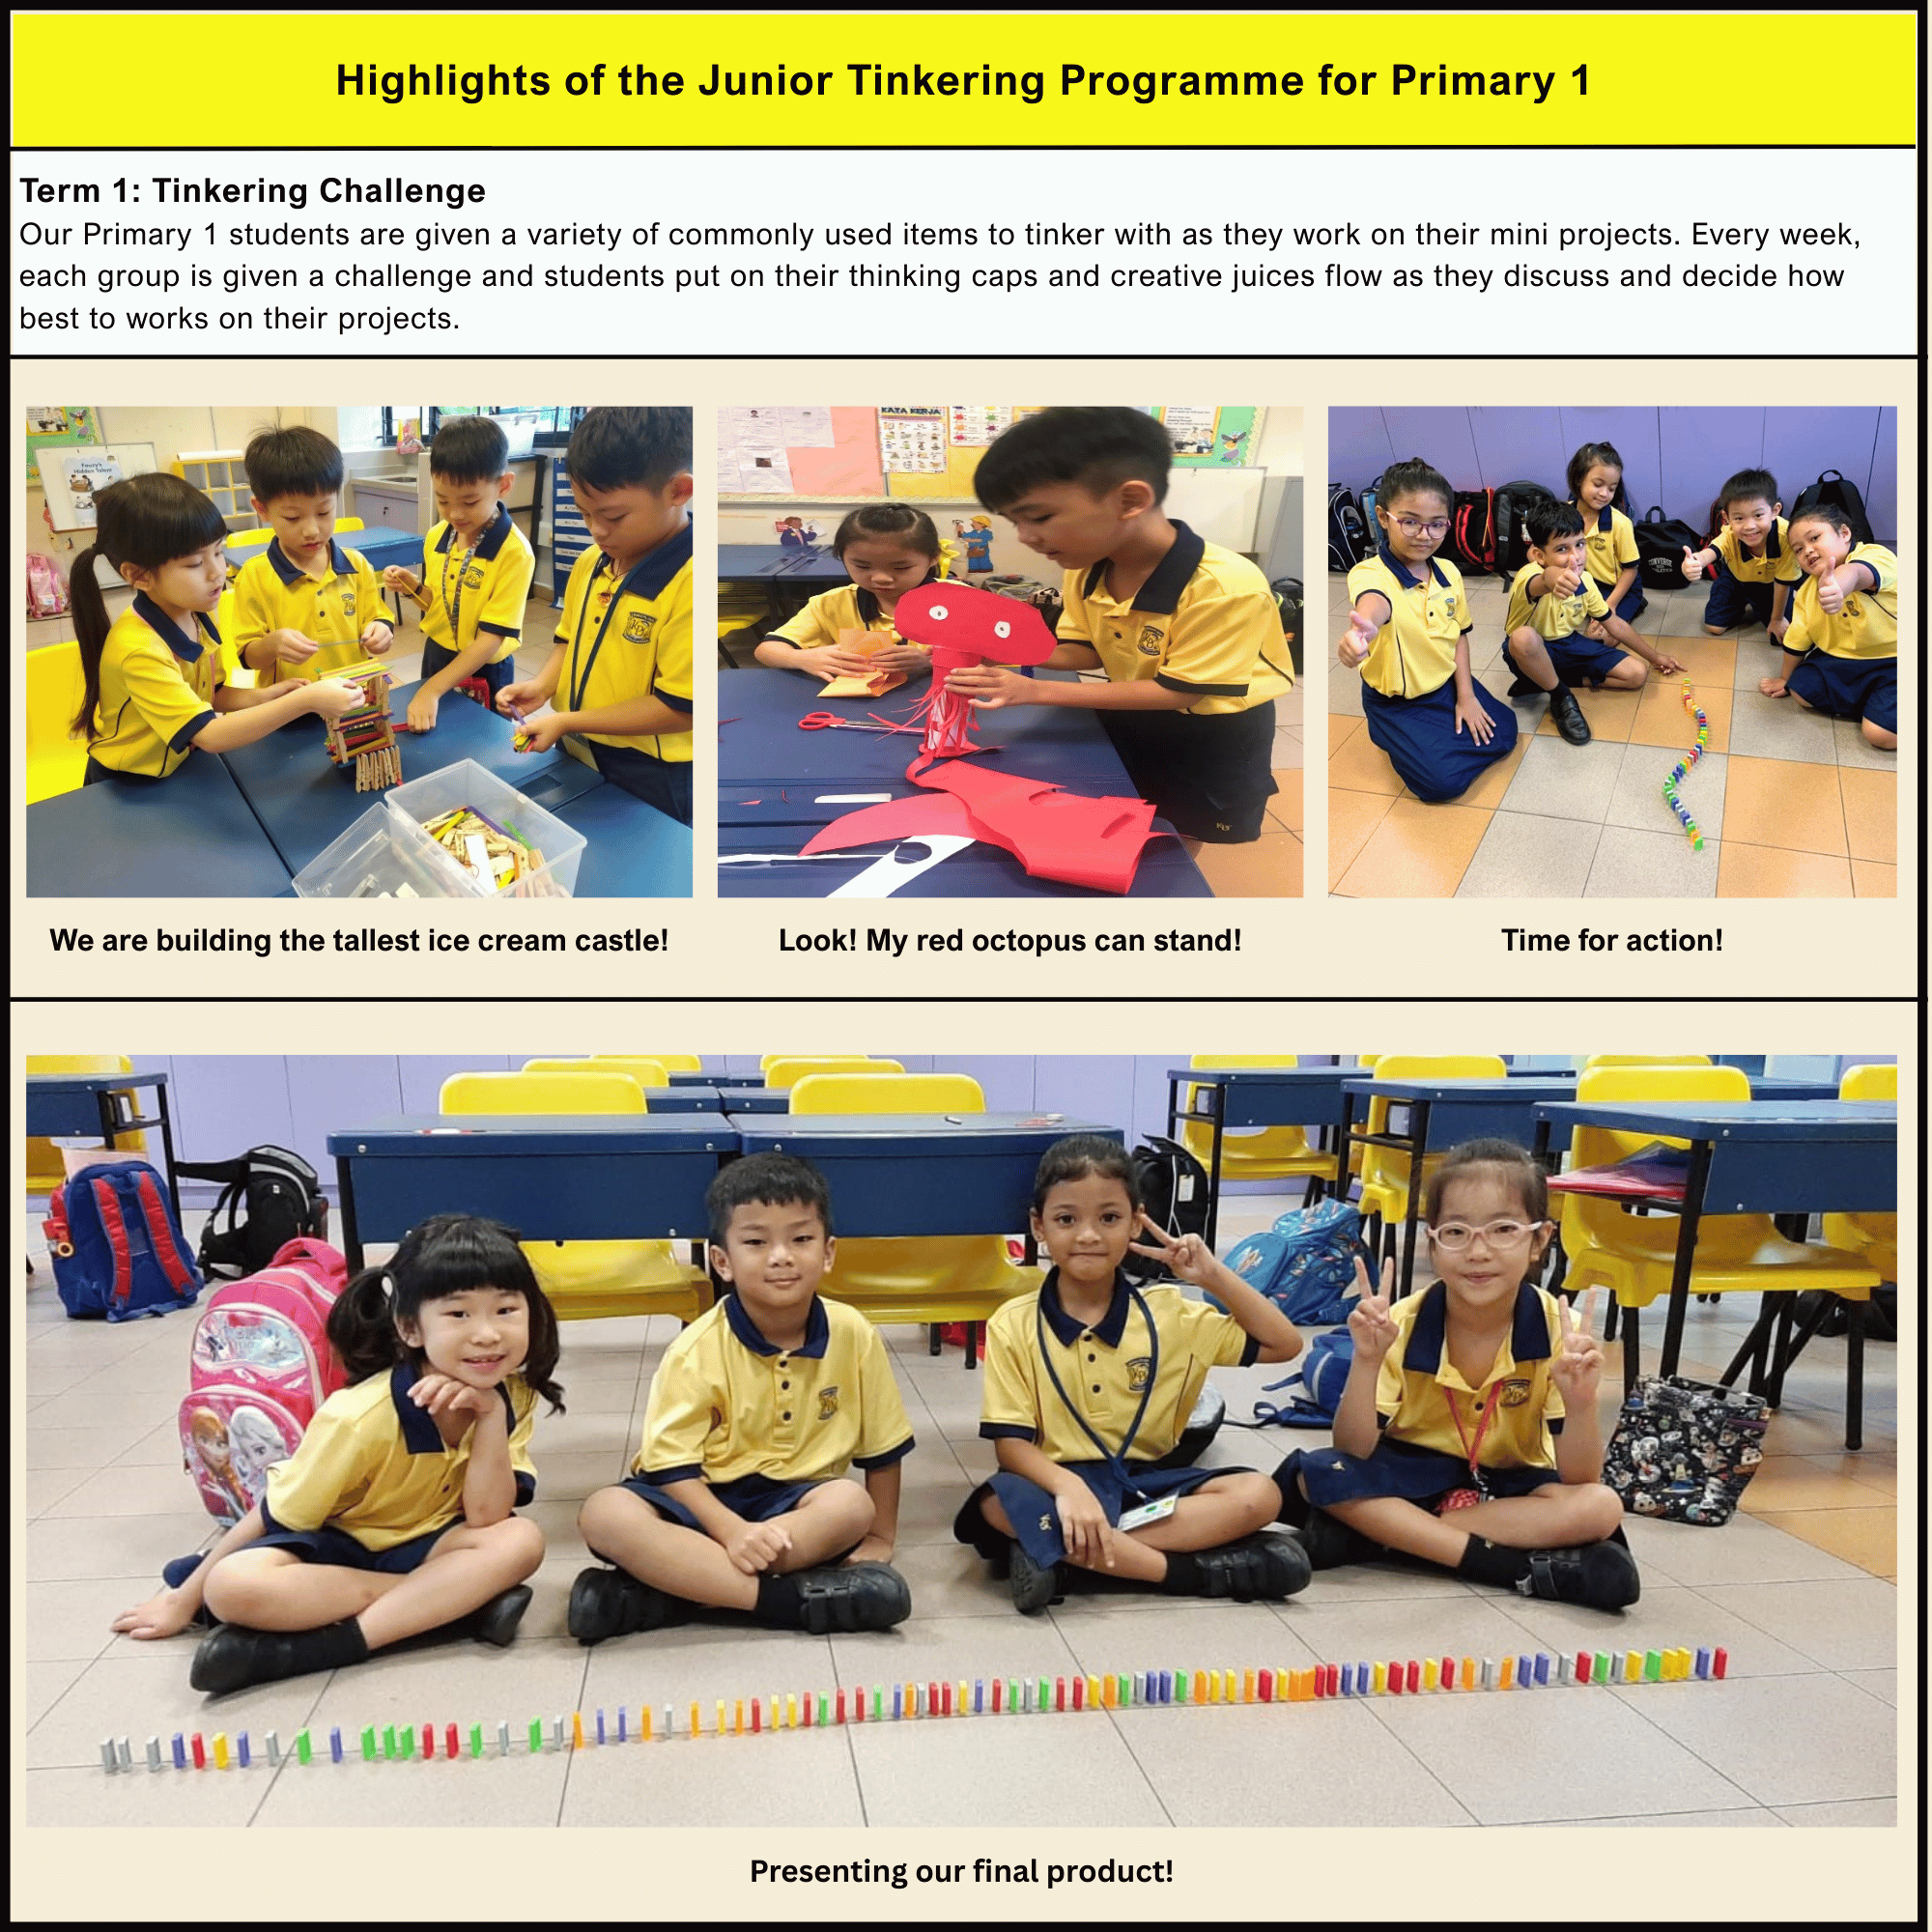 Highlights of the Junior Tinkering Programme for Primary 1
Term 1: Tinkering Challenge
Our Primary 1 students are given a variety of commonly used items to tinker with as they work on their mini projects. Every week,
each group is given a challenge and students put on their thinking caps and creative juices flow as they discuss and decide how
best to works on their projects.
Fauzy's
Hidden Talent
KATA KERJA
CONVERSE
We are building the tallest ice cream castle!
Look! My red octopus can stand!
Time for action!
Presenting our final product!